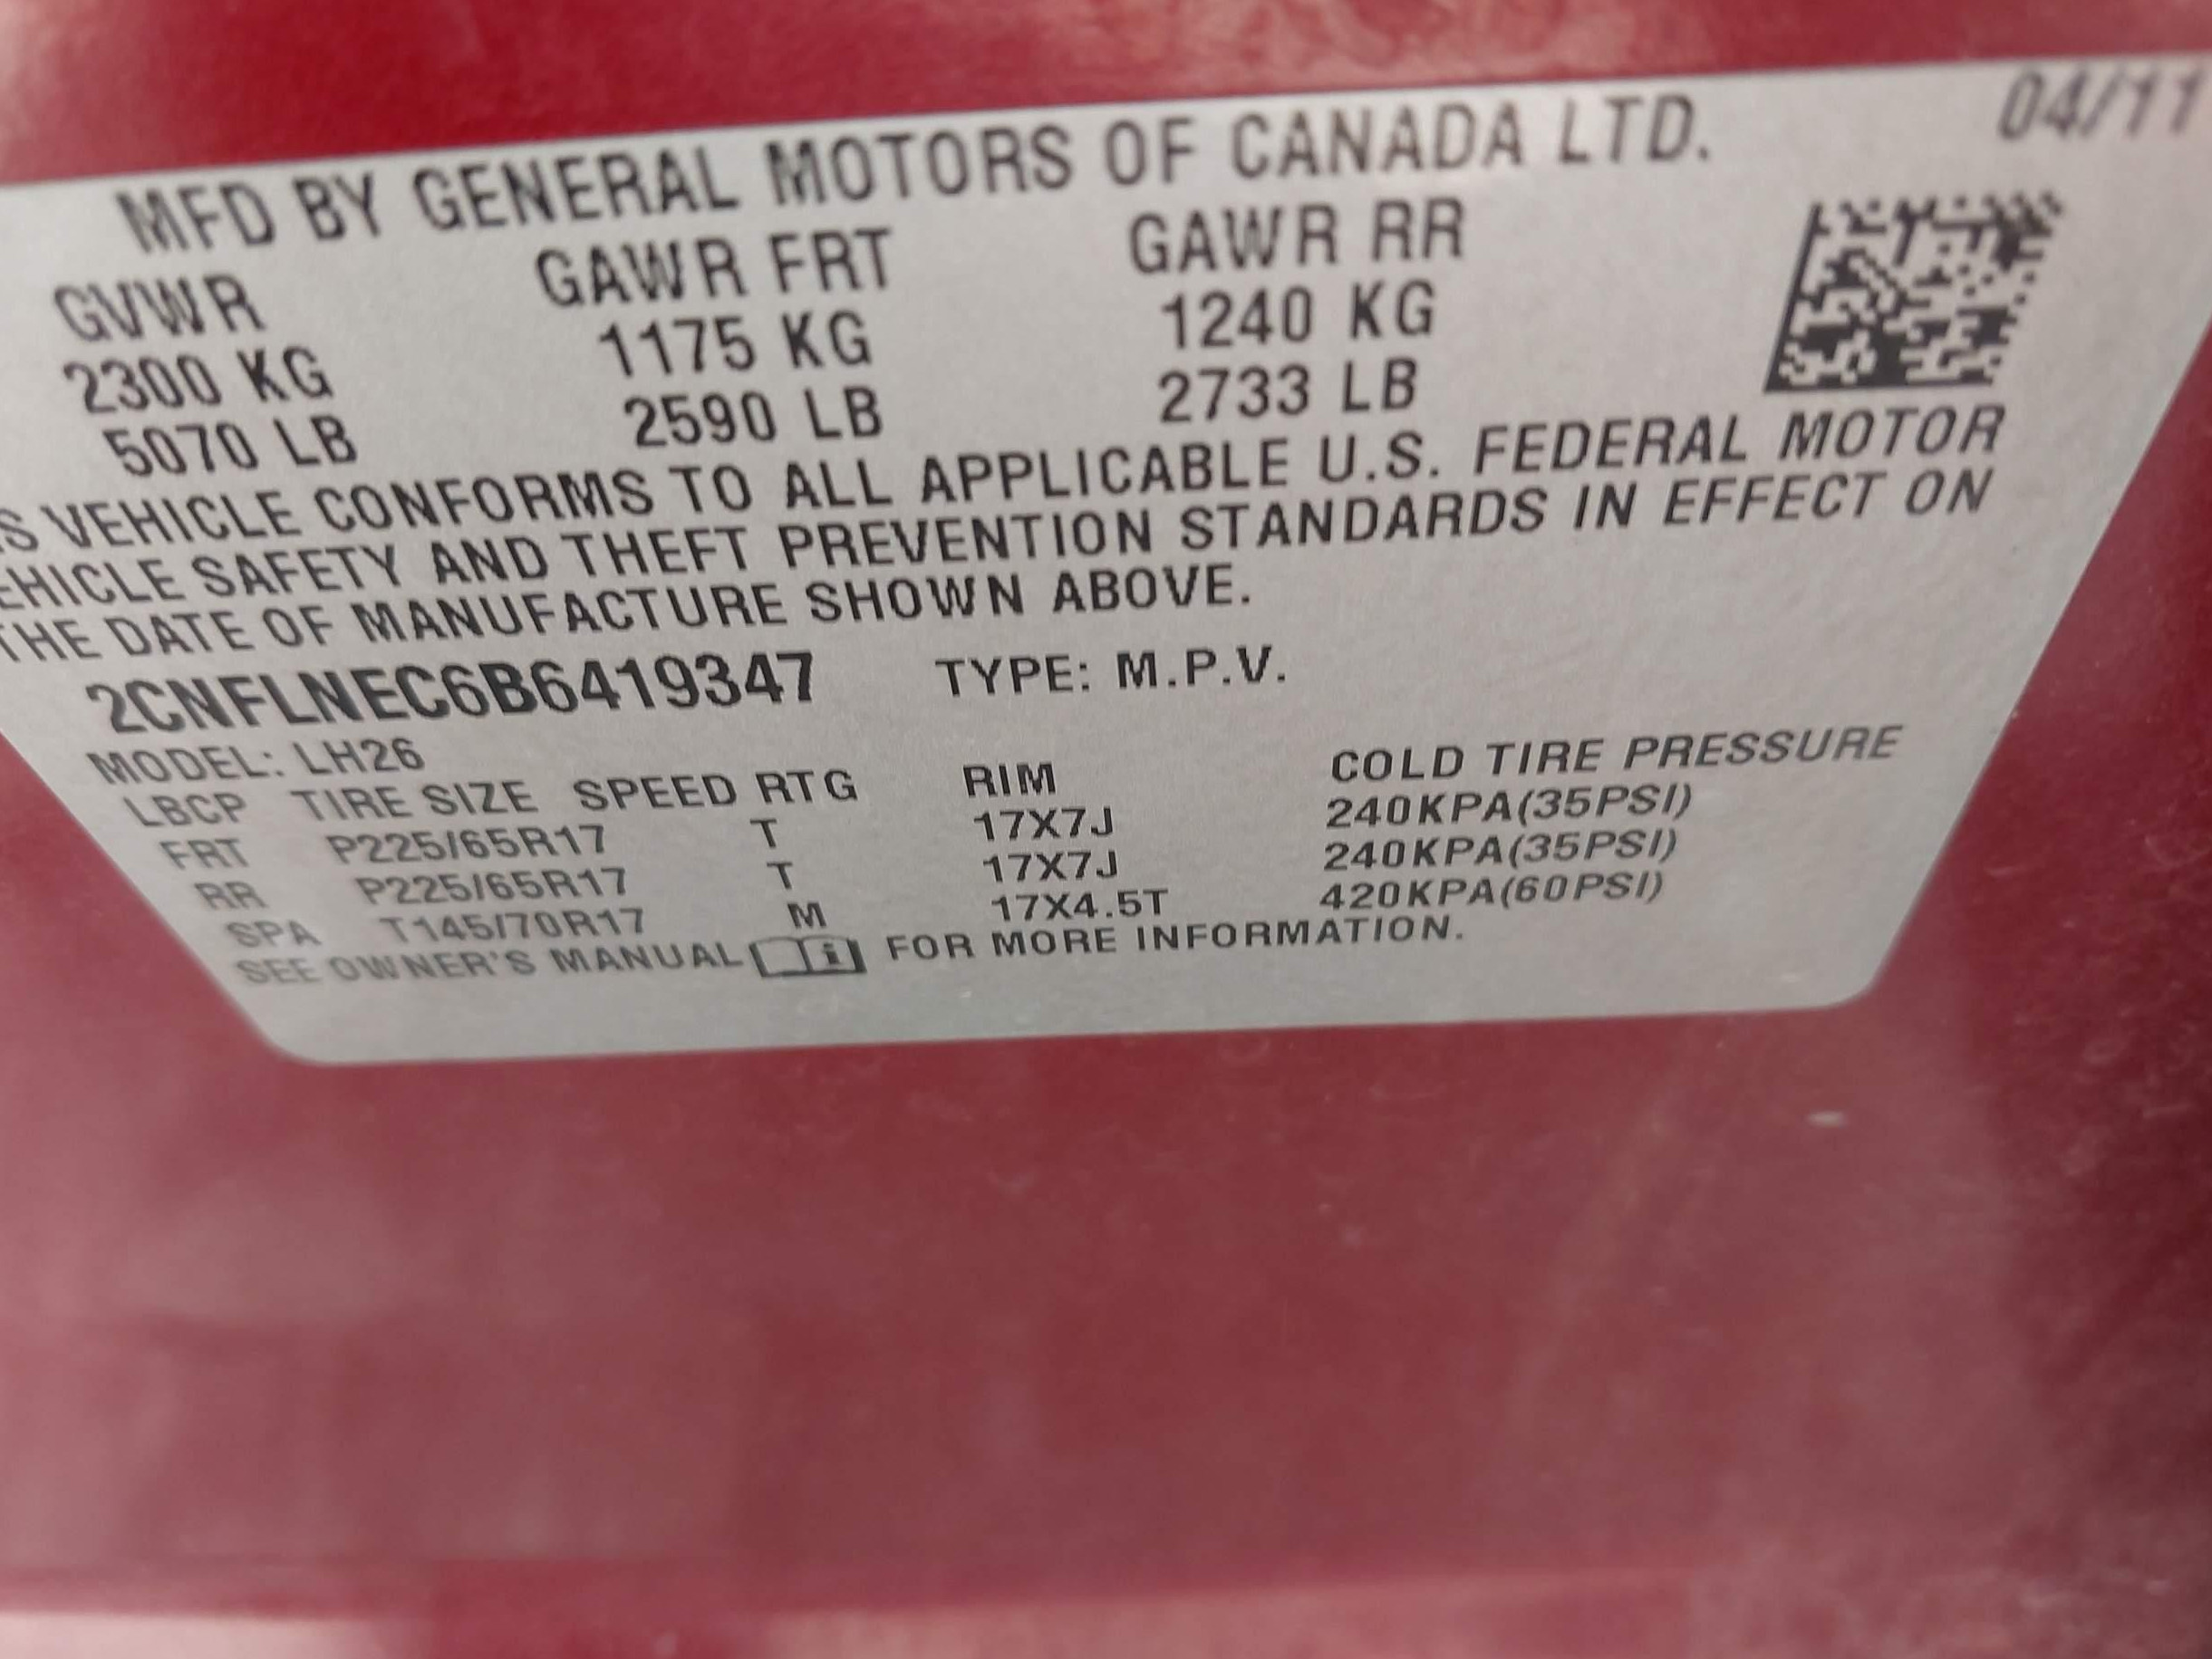 04/11
MFD BY GENERAL MOTORS OF CANADA LTD.
GVWR GAWR FRT GAWR RR
2300 KG 1175 KG 1240 KG
5070 LB 2590 LB 2733 LB
S VEHICLE CONFORMS TO ALL APPLICABLE U.S. FEDERAL MOTOR
EHICLE SAFETY AND THEFT PREVENTION STANDARDS IN EFFECT ON
THE DATE OF MANUFACTURE SHOWN ABOVE.
2CNFLNEC6B6419347 TYPE: M.P.V.
MODEL: LH26
LBCP TIRE SIZE SPEED RTG RIM COLD TIRE PRESSURE
FRT P225/65R17 T 17X7J 240KPA(35PSI)
RR P225/65R17 T 17X7J 240KPA(35PSI)
SPA T145/70R17 M 17X4.5T 420KPA(60PSI)
SEE OWNER'S MANUAL i FOR MORE INFORMATION.